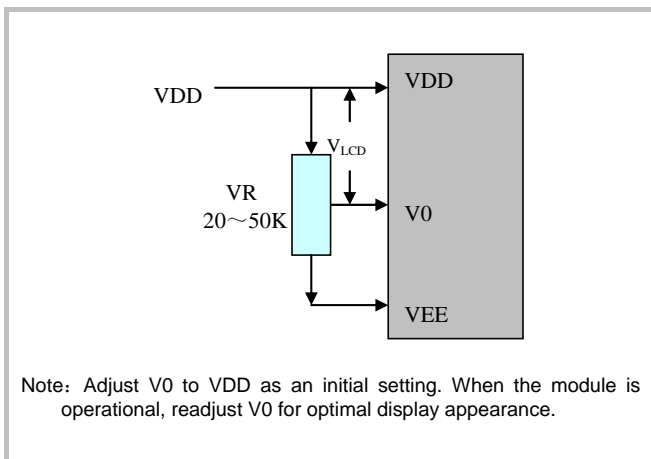 VDD
VDD
V_LCD
VR
20～50K
V0
VEE
Note：Adjust V0 to VDD as an initial setting. When the module is
operational, readjust V0 for optimal display appearance.